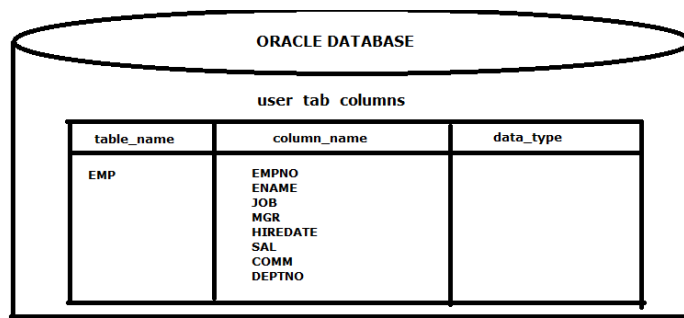 ORACLE DATABASE
user tab columns
table_name column_name data_type
EMP EMPNO
ENAME
JOB
MGR
HIREDATE
SAL
COMM
DEPTNO